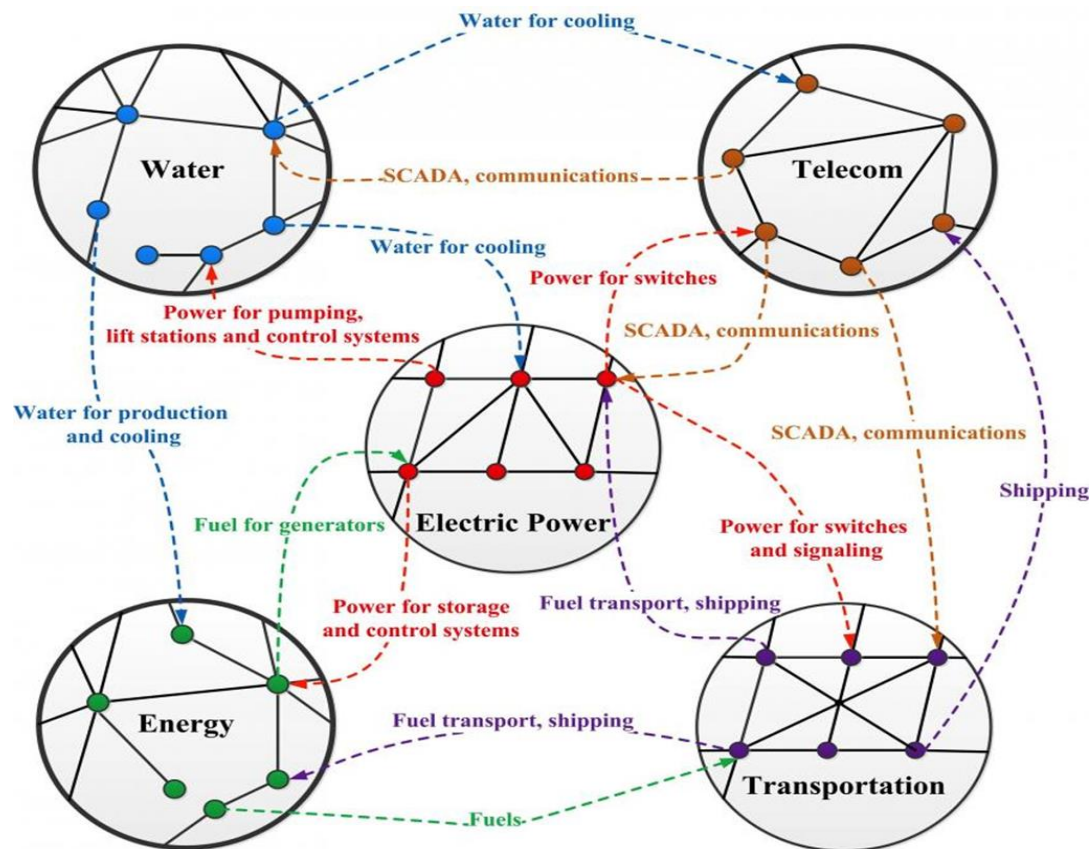 Water for cooling
Water
Telecom
SCADA, communications
Water for cooling
Power for switches
Power for pumping,
lift stations and control systems
SCADA, communications
Water for production
and cooling
SCADA, communications
Shipping
Fuel for generators
Electric Power
Power for switches
and signaling
Power for storage
and control systems
Fuel transport, shipping
Energy
Fuel transport, shipping
Transportation
Fuels